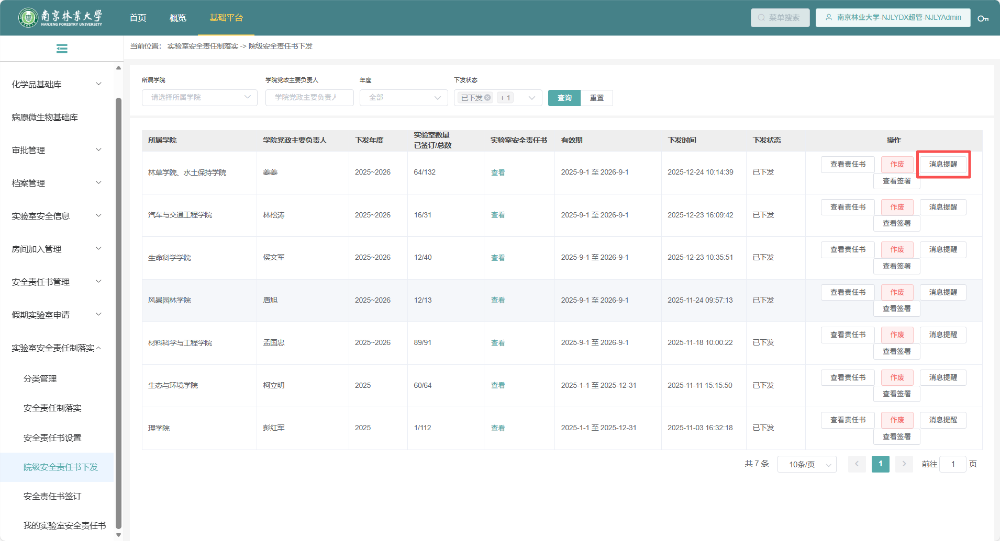 南京林業大學
NANJING FORESTRY UNIVERSITY
首页
概览
基础平台
菜单搜索
南京林业大学-NJLYDX超管-NJLYAdmin
当前位置： 实验室安全责任制落实 -> 院级安全责任书下发
化学品基础库
病原微生物基础库
审批管理
档案管理
实验室安全信息
房间加入管理
安全责任书管理
假期实验室申请
实验室安全责任制落实
分类管理
安全责任制落实
安全责任书设置
院级安全责任书下发
安全责任书签订
我的实验室安全责任书
所属学院
学院党政主要负责人
年度
下发状态
请选择所属学院
学院党政主要负责人
全部
已下发
+ 1
查询
重置
所属学院 学院党政主要负责人 下发年度 实验室数量 已签订/总数 实验室安全责任书 有效期 下发时间 下发状态 操作
林草学院、水土保持学院 姜姜 2025~2026 64/132 查看 2025-9-1 至 2026-9-1 2025-12-24 10:14:39 已下发 查看责任书 作废 消息提醒
查看签署
汽车与交通工程学院 林松涛 2025~2026 16/31 查看 2025-9-1 至 2026-9-1 2025-12-23 16:09:42 已下发 查看责任书 作废 消息提醒
查看签署
生命科学学院 侯文军 2025~2026 12/40 查看 2025-9-1 至 2026-9-1 2025-12-23 10:35:51 已下发 查看责任书 作废 消息提醒
查看签署
风景园林学院 唐旭 2025~2026 12/13 查看 2025-9-1 至 2026-9-1 2025-11-24 09:57:13 已下发 查看责任书 作废 消息提醒
查看签署
材料科学与工程学院 孟国忠 2025~2026 89/91 查看 2025-9-1 至 2026-9-1 2025-11-18 10:00:22 已下发 查看责任书 作废 消息提醒
查看签署
生态与环境学院 柯立明 2025 60/64 查看 2025-1-1 至 2025-12-31 2025-11-11 15:15:50 已下发 查看责任书 作废 消息提醒
查看签署
理学院 彭红军 2025 1/112 查看 2025-1-1 至 2025-12-31 2025-11-03 16:32:18 已下发 查看责任书 作废 消息提醒
查看签署
共 7 条 10条/页 1 前往 1 页